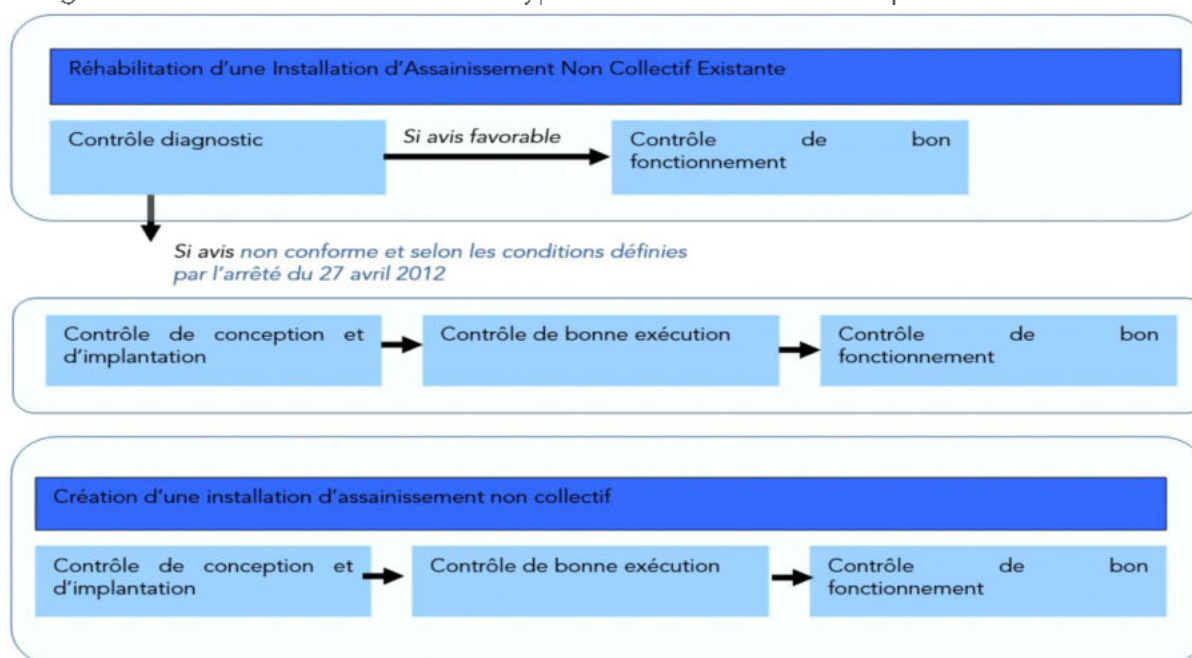 Réhabilitation d'une Installation d'Assainissement Non Collectif Existante
Contrôle diagnostic
Si avis favorable
Contrôle de bon
fonctionnement
Si avis non conforme et selon les conditions définies
par l'arrêté du 27 avril 2012
Contrôle de conception et
d'implantation
Contrôle de bonne exécution
Contrôle de bon
fonctionnement
Création d'une installation d'assainissement non collectif
Contrôle de conception et
d'implantation
Contrôle de bonne exécution
Contrôle de bon
fonctionnement